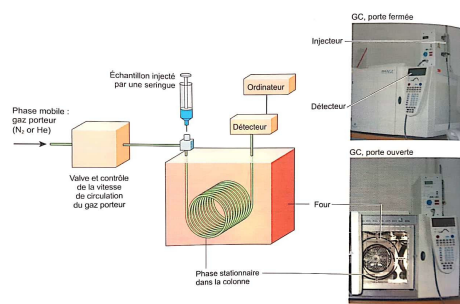 GC, porte fermée
Injecteur
Échantillon injecté
par une seringue
Ordinateur
Phase mobile :
gaz porteur
(N₂ or He)
Détecteur
Détecteur
Valve et contrôle
de la vitesse
de circulation
du gaz porteur
GC, porte ouverte
Four
Phase stationnaire
dans la colonne